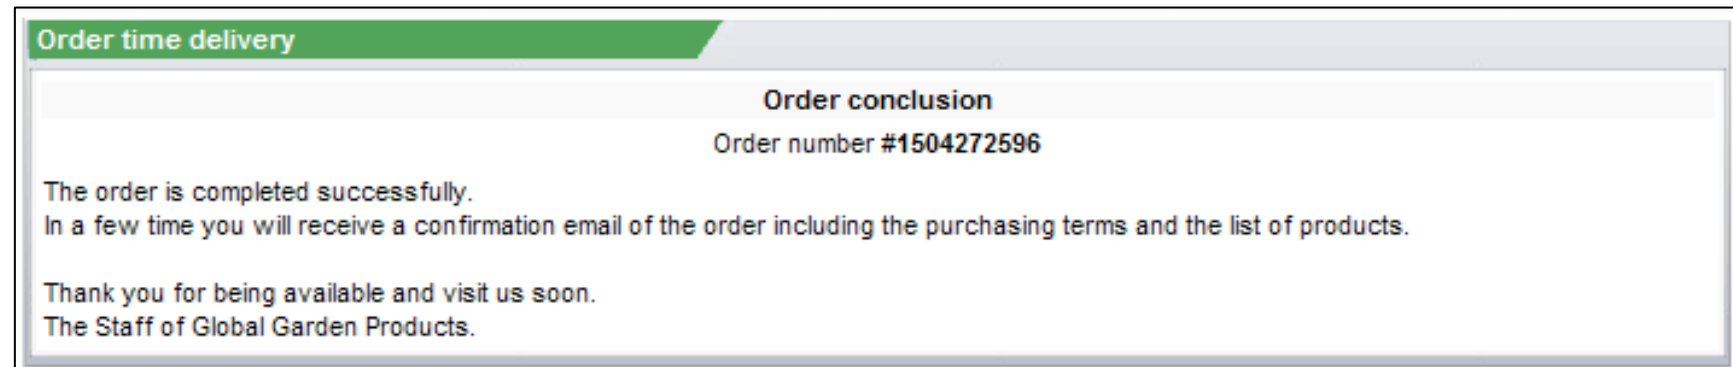 Order time delivery
Order conclusion
Order number #1504272596
The order is completed successfully.
In a few time you will receive a confirmation email of the order including the purchasing terms and the list of products.
Thank you for being available and visit us soon.
The Staff of Global Garden Products.